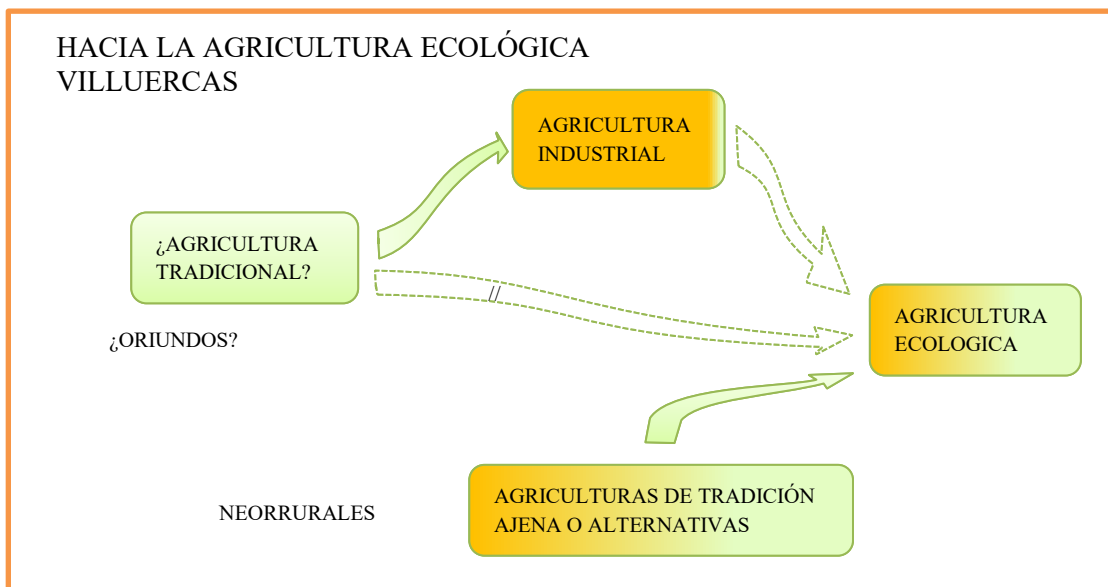 HACIA LA AGRICULTURA ECOLÓGICA
VILLUERCAS
AGRICULTURA
INDUSTRIAL
¿AGRICULTURA
TRADICIONAL?
//
¿ORIUNDOS?
AGRICULTURA
ECOLOGICA
AGRICULTURAS DE TRADICIÓN
AJENA O ALTERNATIVAS
NEORRURALES